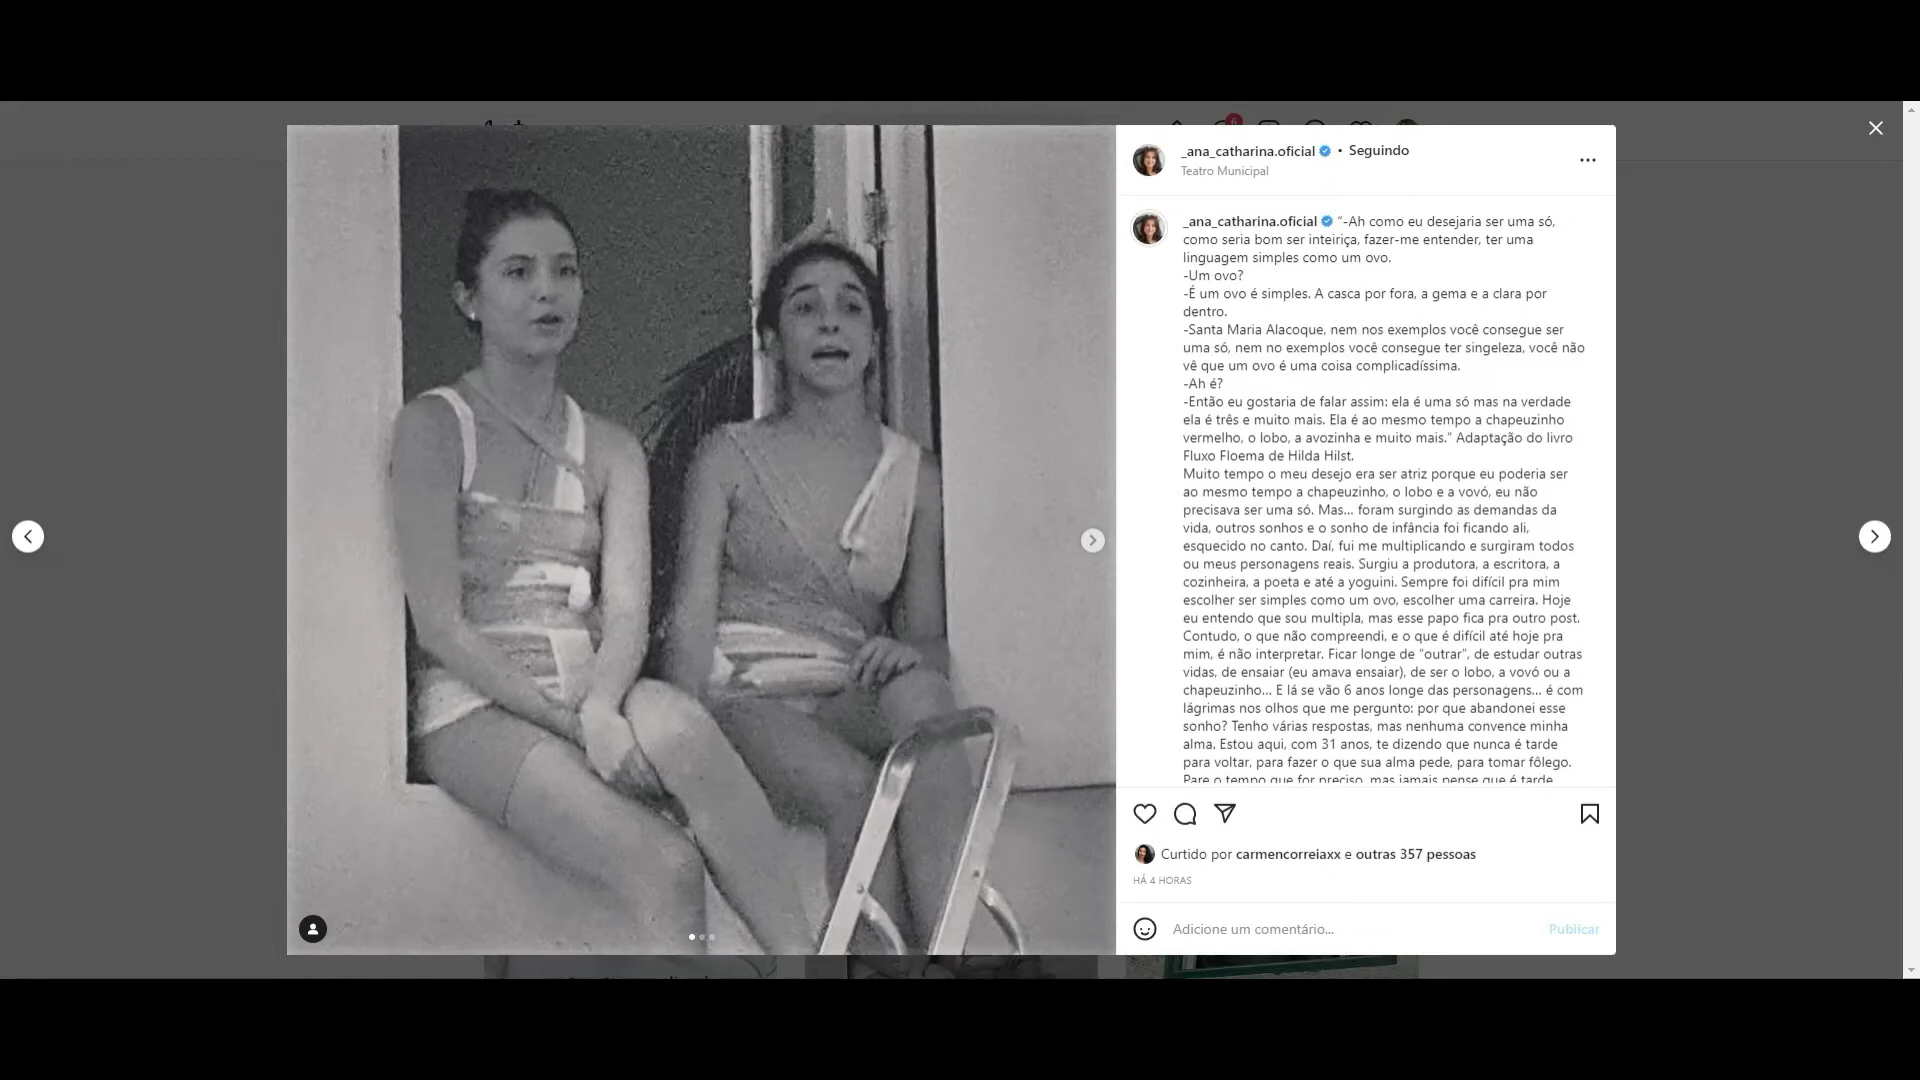 6
_ana_catharina.oficial • Seguindo
Teatro Municipal
_ana_catharina.oficial “-Ah como eu desejaria ser uma só,
como seria bom ser inteiriça, fazer-me entender, ter uma
linguagem simples como um ovo.
-Um ovo?
-É um ovo é simples. A casca por fora, a gema e a clara por
dentro.
-Santa Maria Alacoque, nem nos exemplos você consegue ser
uma só, nem no exemplos você consegue ter singeleza, você não
vê que um ovo é uma coisa complicadíssima.
-Ah é?
-Então eu gostaria de falar assim: ela é uma só mas na verdade
ela é três e muito mais. Ela é ao mesmo tempo a chapeuzinho
vermelho, o lobo, a avozinha e muito mais.” Adaptação do livro
Fluxo Floema de Hilda Hilst.
Muito tempo o meu desejo era ser atriz porque eu poderia ser
ao mesmo tempo a chapeuzinho, o lobo e a vovó, eu não
precisava ser uma só. Mas... foram surgindo as demandas da
vida, outros sonhos e o sonho de infância foi ficando ali,
esquecido no canto. Daí, fui me multiplicando e surgiram todos
ou meus personagens reais. Surgiu a produtora, a escritora, a
cozinheira, a poeta e até a yoguini. Sempre foi difícil pra mim
escolher ser simples como um ovo, escolher uma carreira. Hoje
eu entendo que sou multipla, mas esse papo fica pra outro post.
Contudo, o que não compreendi, e o que é difícil até hoje pra
mim, é não interpretar. Ficar longe de “outrar”, de estudar outras
vidas, de ensaiar (eu amava ensaiar), de ser o lobo, a vovó ou a
chapeuzinho... E lá se vão 6 anos longe das personagens... é com
lágrimas nos olhos que me pergunto: por que abandonei esse
sonho? Tenho várias respostas, mas nenhuma convence minha
alma. Estou aqui, com 31 anos, te dizendo que nunca é tarde
para voltar, para fazer o que sua alma pede, para tomar fôlego.
Pare o tempo que for preciso, mas jamais pense que é tarde
Curtido por carmencorreiaxx e outras 357 pessoas
HÁ 4 HORAS
Adicione um comentário...
Publicar